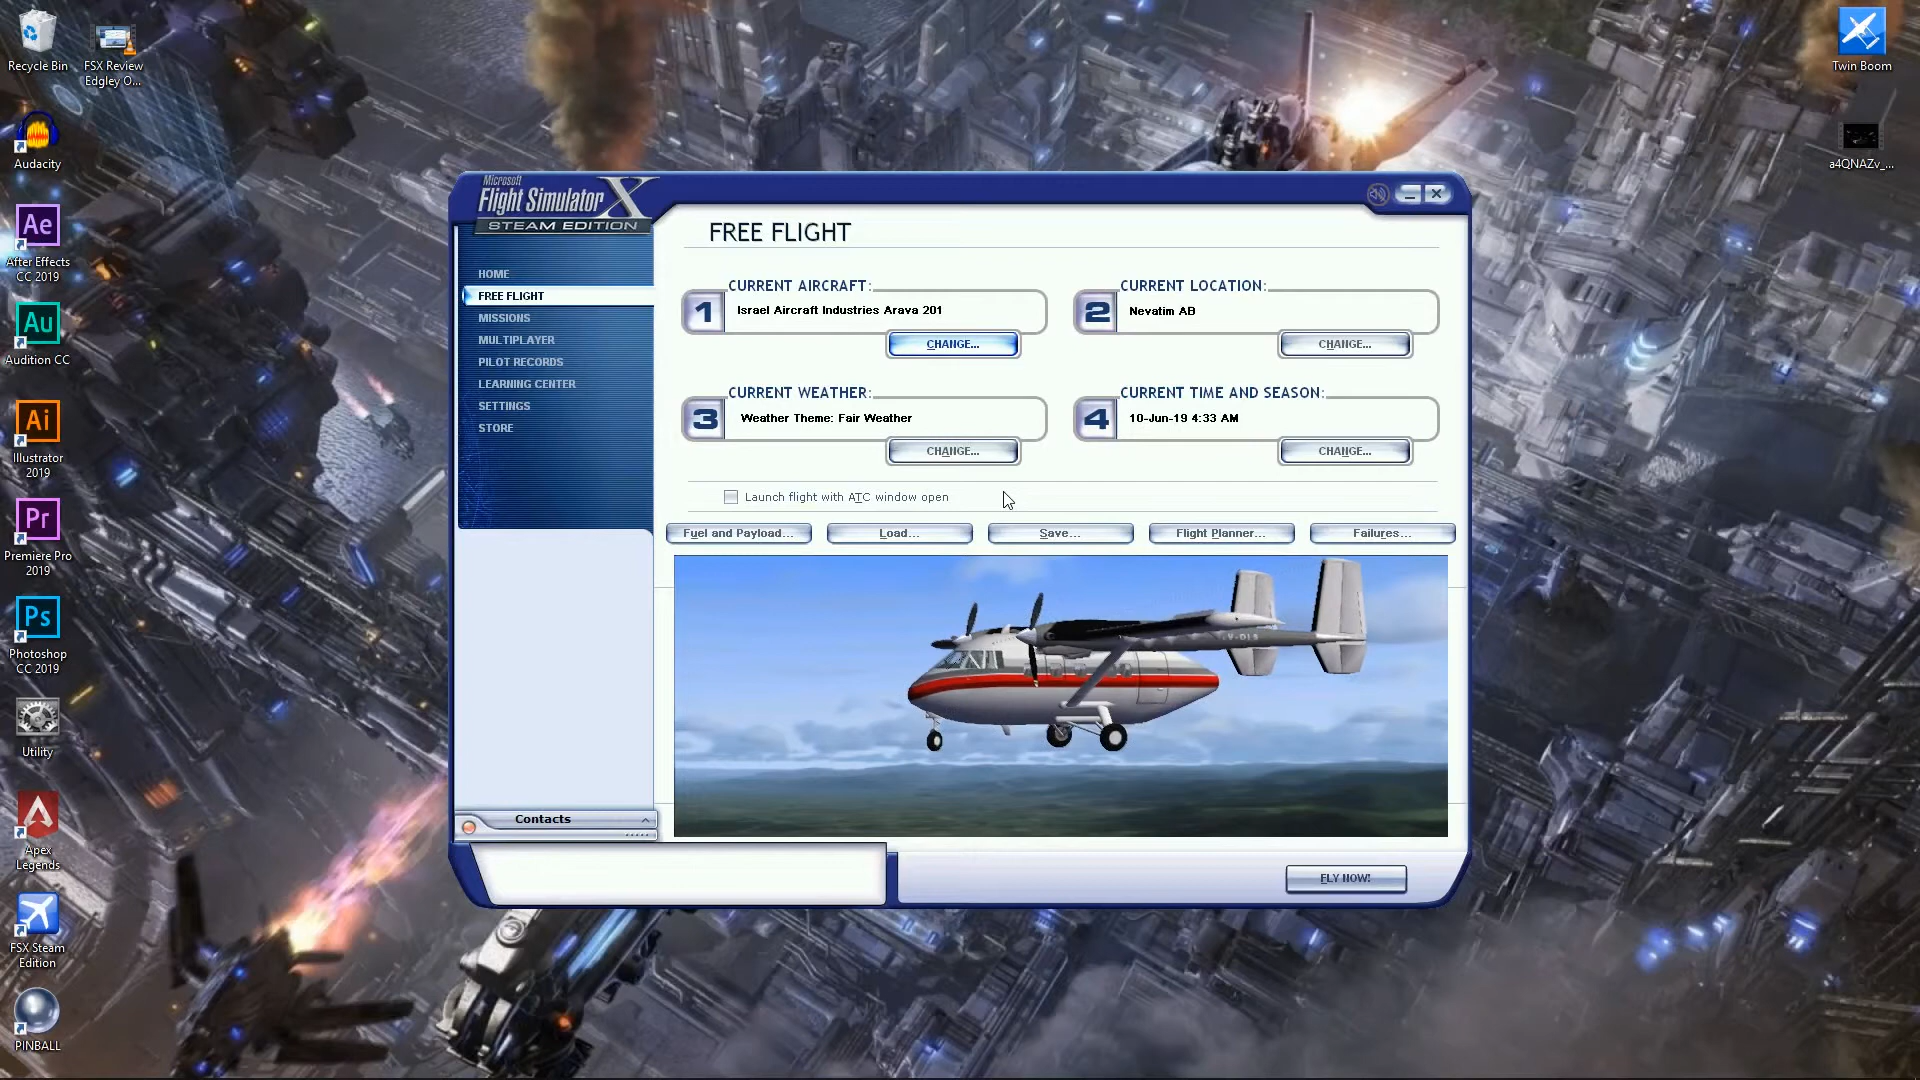 Recycle Bin
FSX Review
Edgley O...
Audacity
Ae
After Effects
CC 2019
Au
Audition CC
Ai
Illustrator
2019
Pr
Premiere Pro
2019
Ps
Photoshop
CC 2019
Utility
Apex
Legends
FSX Steam
Edition
PINBALL
Twin Boom
a4QNAZv_...
Microsoft
Flight Simulator X
STEAM EDITION
HOME
FREE FLIGHT
MISSIONS
MULTIPLAYER
PILOT RECORDS
LEARNING CENTER
SETTINGS
STORE
Contacts
FREE FLIGHT
CURRENT AIRCRAFT:
1 Israel Aircraft Industries Arava 201
CHANGE...
CURRENT LOCATION:
2 Nevatim AB
CHANGE...
CURRENT WEATHER:
3 Weather Theme: Fair Weather
CHANGE...
CURRENT TIME AND SEASON:
4 10-Jun-19 4:33 AM
CHANGE...
Launch flight with ATC window open
Fuel and Payload...
Load...
Save...
Flight Planner...
Failures...
FLY NOW!